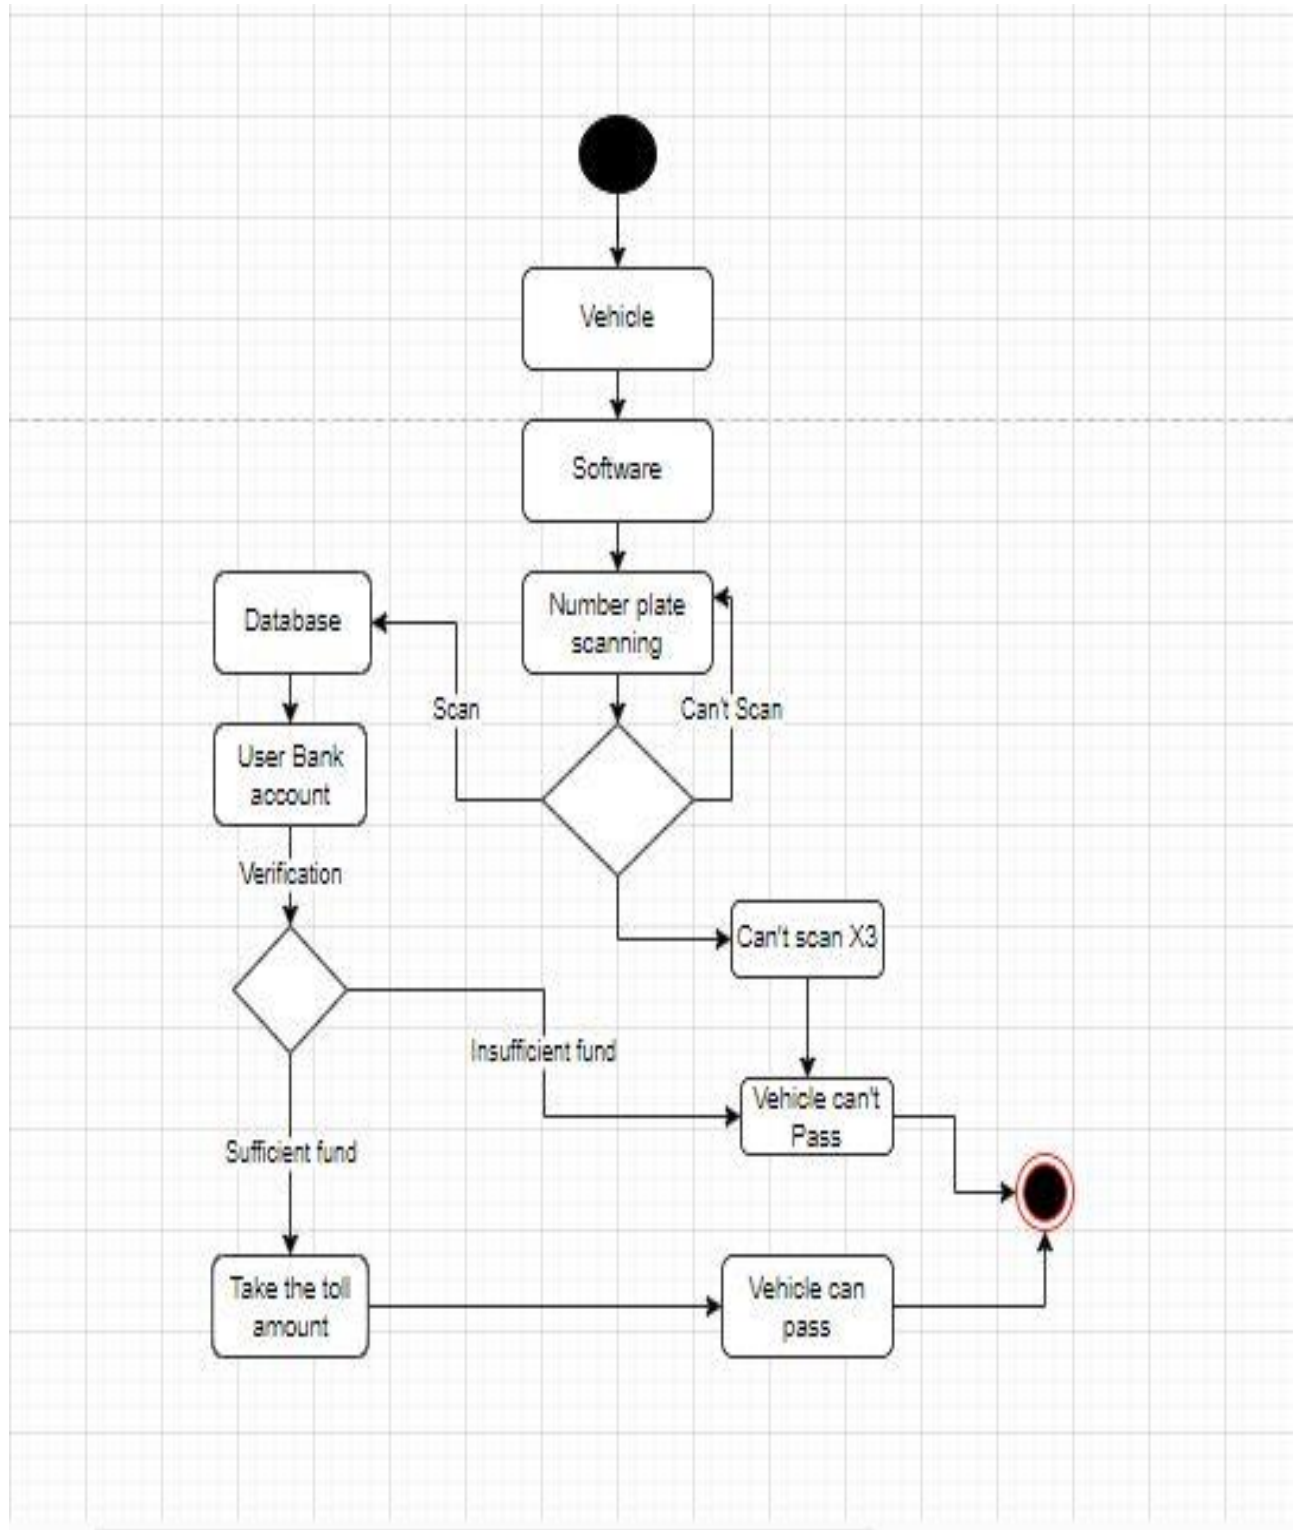 Vehicle
Software
Database
Number plate
scanning
Scan
Can't Scan
User Bank
account
Verification
Can't scan X3
Insufficient fund
Vehicle can't
Pass
Sufficient fund
Take the toll
amount
Vehicle can
pass